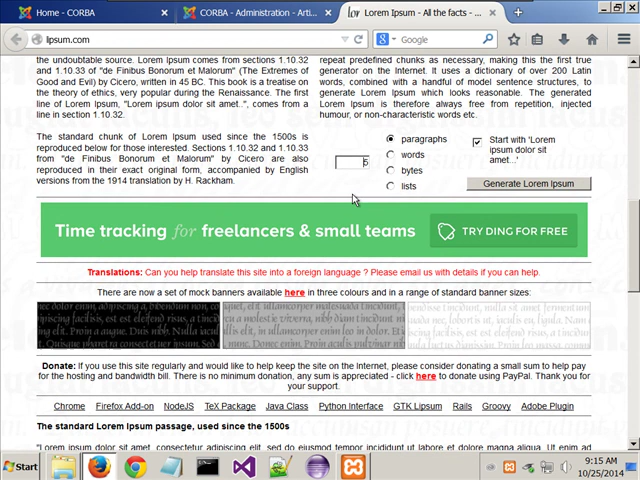 Home - CORBA
CORBA - Administration - Arti...
Lorem Ipsum - All the facts - ...
lipsum.com
Google
the undoubtable source. Lorem Ipsum comes from sections 1.10.32
and 1.10.33 of "de Finibus Bonorum et Malorum" (The Extremes of
Good and Evil) by Cicero, written in 45 BC. This book is a treatise on
the theory of ethics, very popular during the Renaissance. The first
line of Lorem Ipsum, "Lorem ipsum dolor sit amet..", comes from a
line in section 1.10.32.
The standard chunk of Lorem Ipsum used since the 1500s is
reproduced below for those interested. Sections 1.10.32 and 1.10.33
from "de Finibus Bonorum et Malorum" by Cicero are also
reproduced in their exact original form, accompanied by English
versions from the 1914 translation by H. Rackham.
repeat predefined chunks as necessary, making this the first true
generator on the Internet. It uses a dictionary of over 200 Latin
words, combined with a handful of model sentence structures, to
generate Lorem Ipsum which looks reasonable. The generated
Lorem Ipsum is therefore always free from repetition, injected
humour, or non-characteristic words etc.
5
paragraphs
words
bytes
lists
Start with 'Lorem
ipsum dolor sit
amet...'
Generate Lorem Ipsum
Time tracking for freelancers & small teams
TRY DING FOR FREE
Translations: Can you help translate this site into a foreign language ? Please email us with details if you can help.
There are now a set of mock banners available here in three colours and in a range of standard banner sizes:
Donate: If you use this site regularly and would like to help keep the site on the Internet, please consider donating a small sum to help pay
for the hosting and bandwidth bill. There is no minimum donation, any sum is appreciated - click here to donate using PayPal. Thank you for
your support.
Chrome Firefox Add-on NodeJS TeX Package Java Class Python Interface GTK Lipsum Rails Groovy Adobe Plugin
The standard Lorem Ipsum passage, used since the 1500s
"Lorem ipsum dolor sit amet, consectetur adipiscing elit, sed do eiusmod tempor incididunt ut labore et dolore magna aliqua. Ut enim ad
Start
9:15 AM
10/25/2014